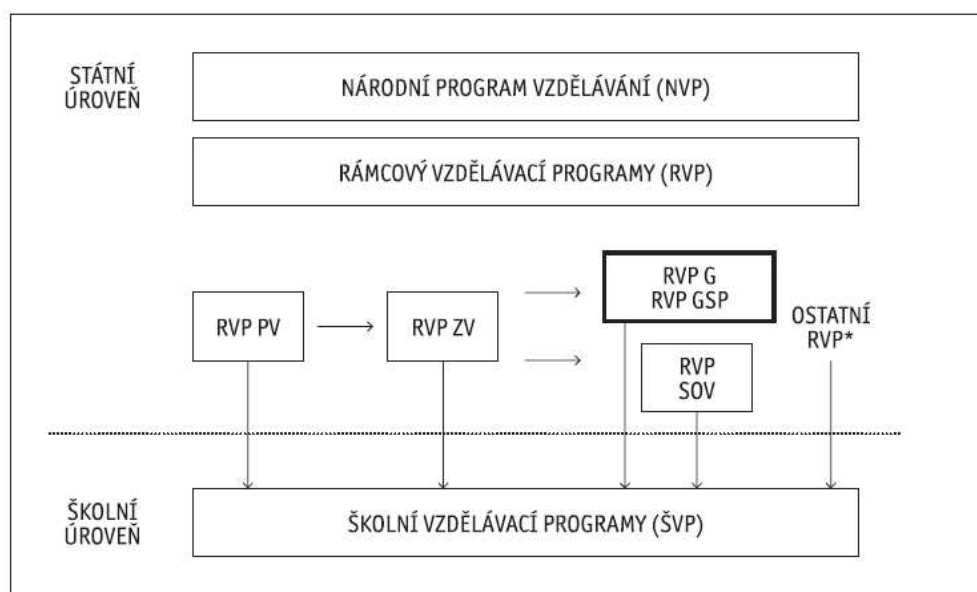 STÁTNÍ
ÚROVEŇ
NÁRODNÍ PROGRAM VZDĚLÁVÁNÍ (NVP)
RÁMCOVÝ VZDĚLÁVACÍ PROGRAMY (RVP)
RVP PV
RVP ZV
RVP G
RVP GSP
RVP
SOV
OSTATNÍ
RVP*
ŠKOLNÍ
ÚROVEŇ
ŠKOLNÍ VZDĚLÁVACÍ PROGRAMY (ŠVP)